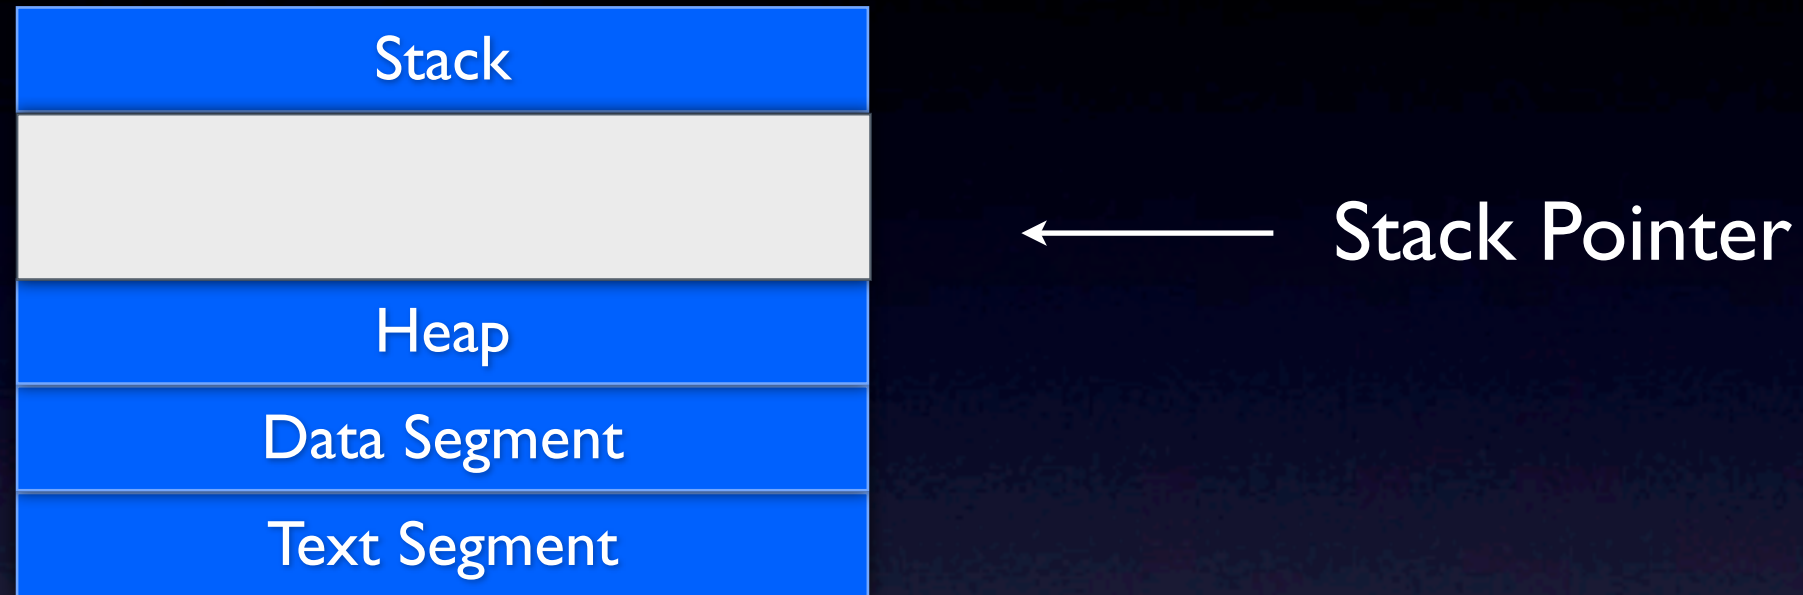 Stack
Stack Pointer
Heap
Data Segment
Text Segment